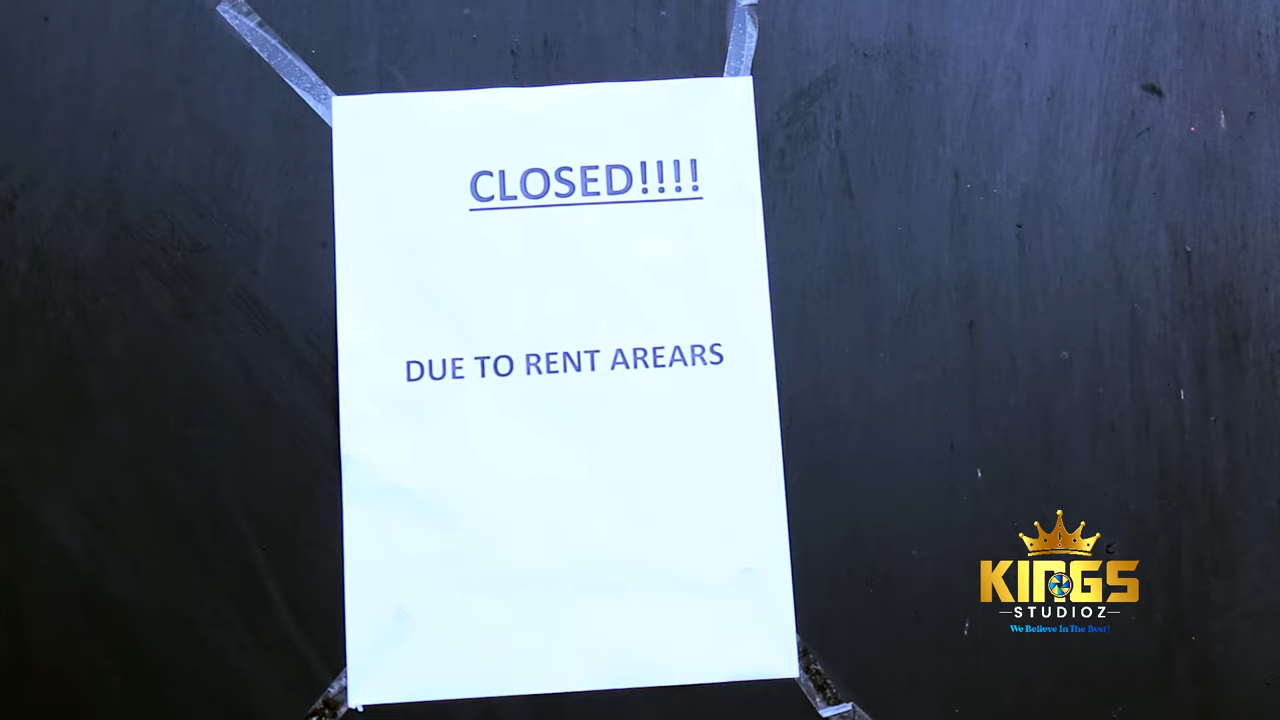 CLOSED!!!!
DUE TO RENT AREARS
KINGS
STUDIOZ
We Believe In The Best!